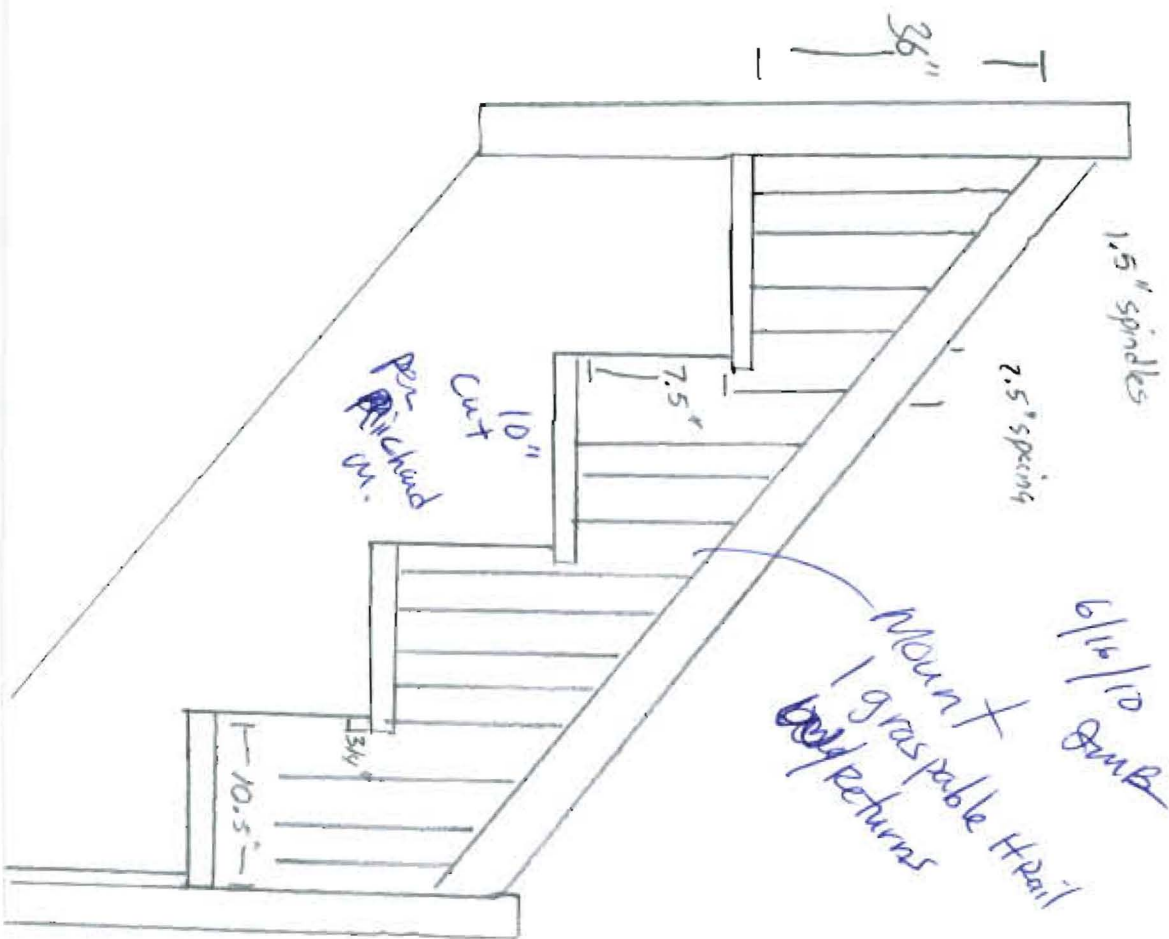 36"
1.5" spindles
2.5" spacing
7.5"
10"
Cut
per
Richard
M.
3/4"
10.5"
6/16/10
Mount
1 graspable HRail
Returns